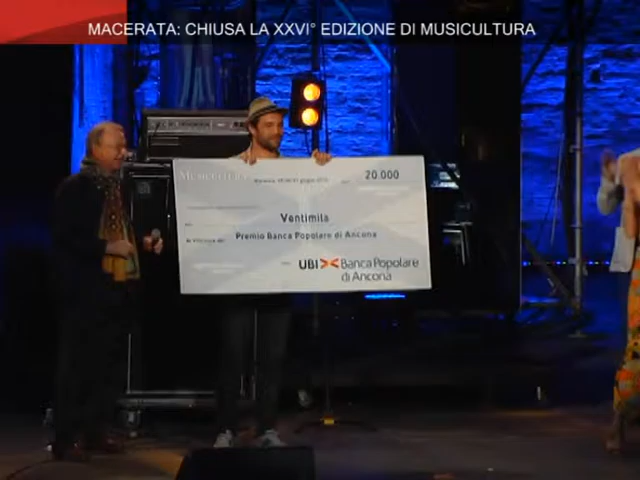 MACERATA: CHIUSA LA XXVI° EDIZIONE DI MUSICULTURA
20.000
Ventimila
Premio Banca Popolare di Ancona
UBI Banca Popolare
di Ancona